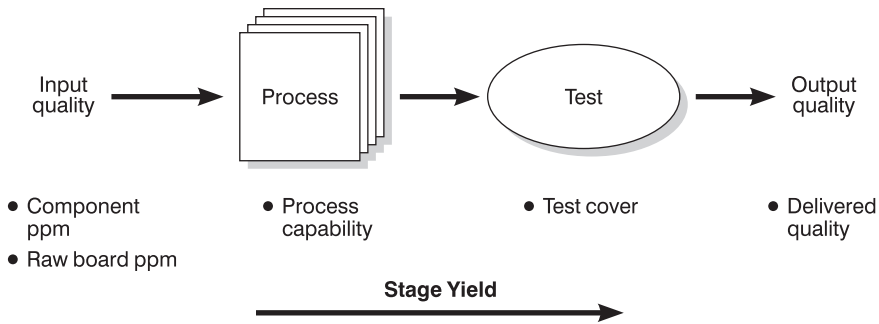 Input
quality
Process
Test
Output
quality
• Component
ppm
• Raw board ppm
• Process
capability
• Test cover
• Delivered
quality
Stage Yield